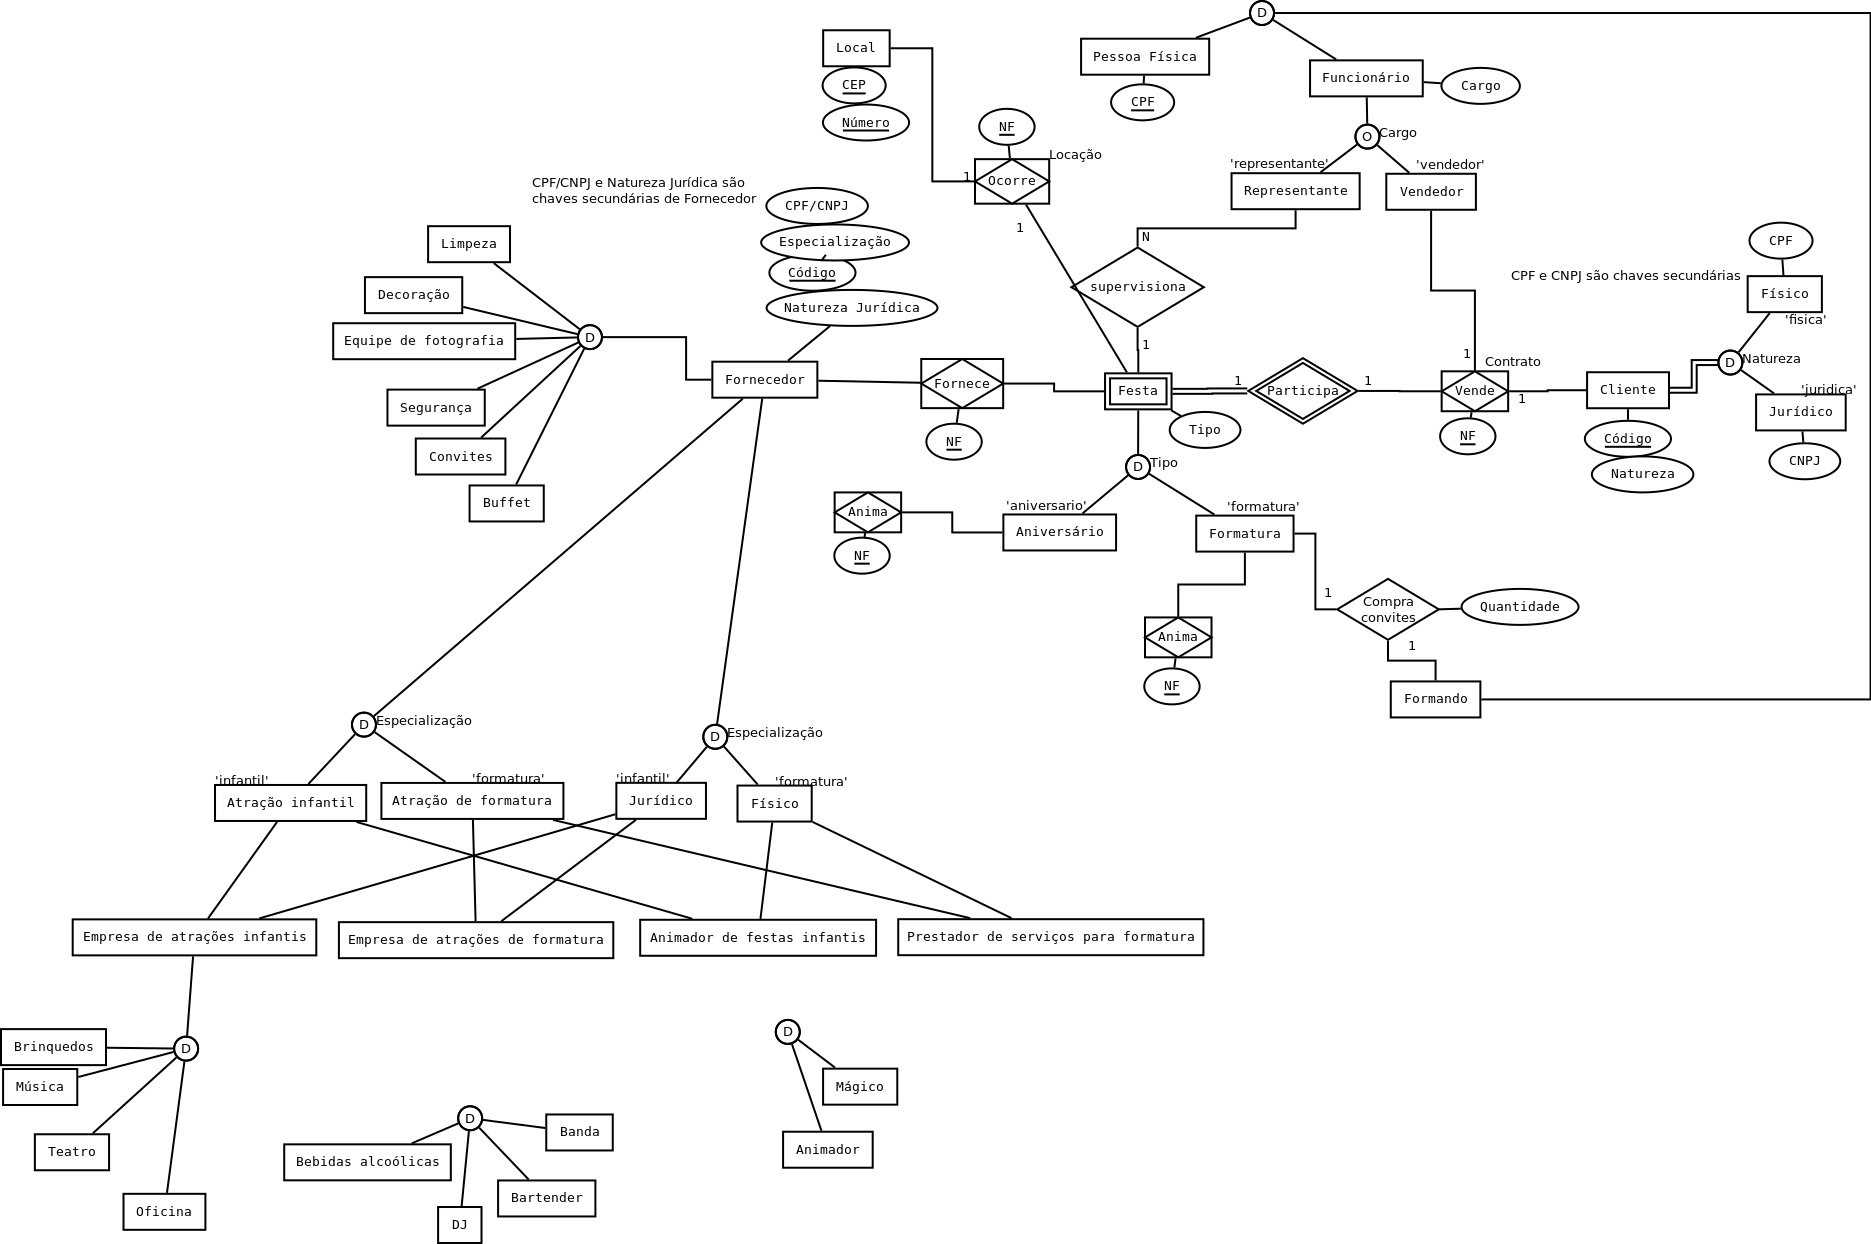 D
Local
Pessoa Física
Funcionário
CEP
CPF
Cargo
Número
NF
O
Cargo
Locação
'representante'
'vendedor'
1
Ocorre
Representante
Vendedor
CPF/CNPJ e Natureza Jurídica são
chaves secundárias de Fornecedor
CPF/CNPJ
1
N
Limpeza
Especialização
CPF
Código
CPF e CNPJ são chaves secundárias
supervisiona
Decoração
Natureza Jurídica
Físico
'fisica'
Equipe de fotografia
D
1
1
Contrato
D
Natureza
Fornecedor
Fornece
Festa
1
Participa
1
Vende
1
Cliente
'juridica'
Segurança
Jurídico
NF
Tipo
NF
Código
Convites
D
Tipo
Natureza
CNPJ
Buffet
'aniversario'
'formatura'
Anima
Aniversário
Formatura
NF
1
Compra
convites
Quantidade
Anima
1
NF
Formando
D
Especialização
D
Especialização
'infantil'
'formatura'
'infantil'
'formatura'
Atração infantil
Atração de formatura
Jurídico
Físico
Empresa de atrações infantis
Empresa de atrações de formatura
Animador de festas infantis
Prestador de serviços para formatura
D
Brinquedos
D
Música
Mágico
D
Banda
Teatro
Bebidas alcoólicas
Animador
Bartender
Oficina
DJ